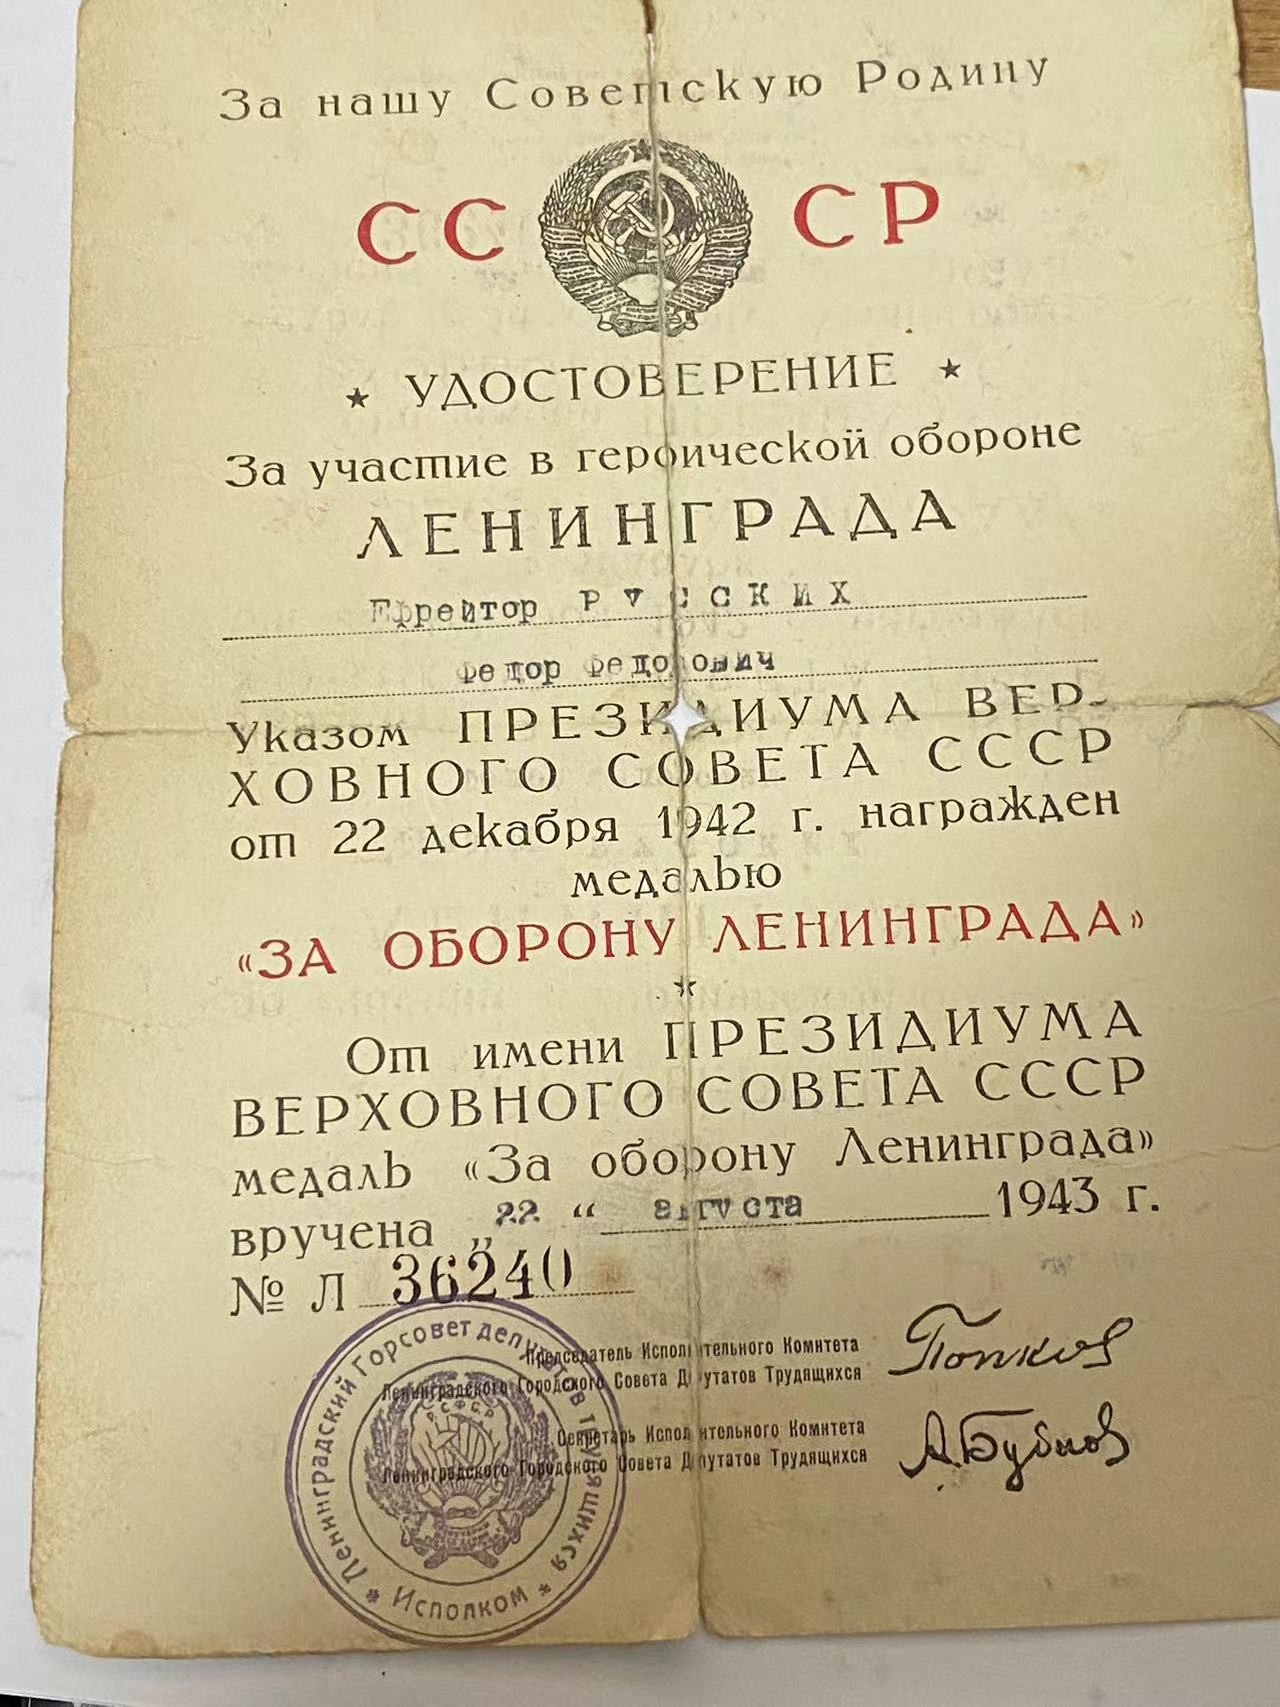 За нашу Советскую Родину
СС СР
★ УДОСТОВЕРЕНИЕ ★
За участие в героической обороне
ЛЕНИНГРАДА
Ефрейтор РУССКИХ
Федор Федорович
Указом ПРЕЗИДИУМА ВЕР-
ХОВНОГО СОВЕТА СССР
от 22 декабря 1942 г. награжден
медалью
«ЗА ОБОРОНУ ЛЕНИНГРАДА»
★
От имени ПРЕЗИДИУМА
ВЕРХОВНОГО СОВЕТА СССР
медаль «За оборону Ленинграда»
вручена „22“ августа 1943 г.
№ Л 36240
Председатель Исполнительного Комитета
Ленинградского Городского Совета Депутатов Трудящихся
Попков
Секретарь Исполнительного Комитета
Ленинградского Городского Совета Депутатов Трудящихся
А.Бубнов
Ленинградский Горсовет депутатов трудящихся
* Исполком *
РСФСР